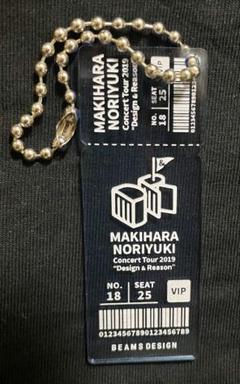 MAKIHARA
NORIYUKI
Concert Tour 2019
"Design & Reason"
NO. SEAT
18 25
MAKIHARA
NORIYUKI
Concert Tour 2019
"Design & Reason"
NO. SEAT
18 25 VIP
01234567890123456789
BEAMS DESIGN